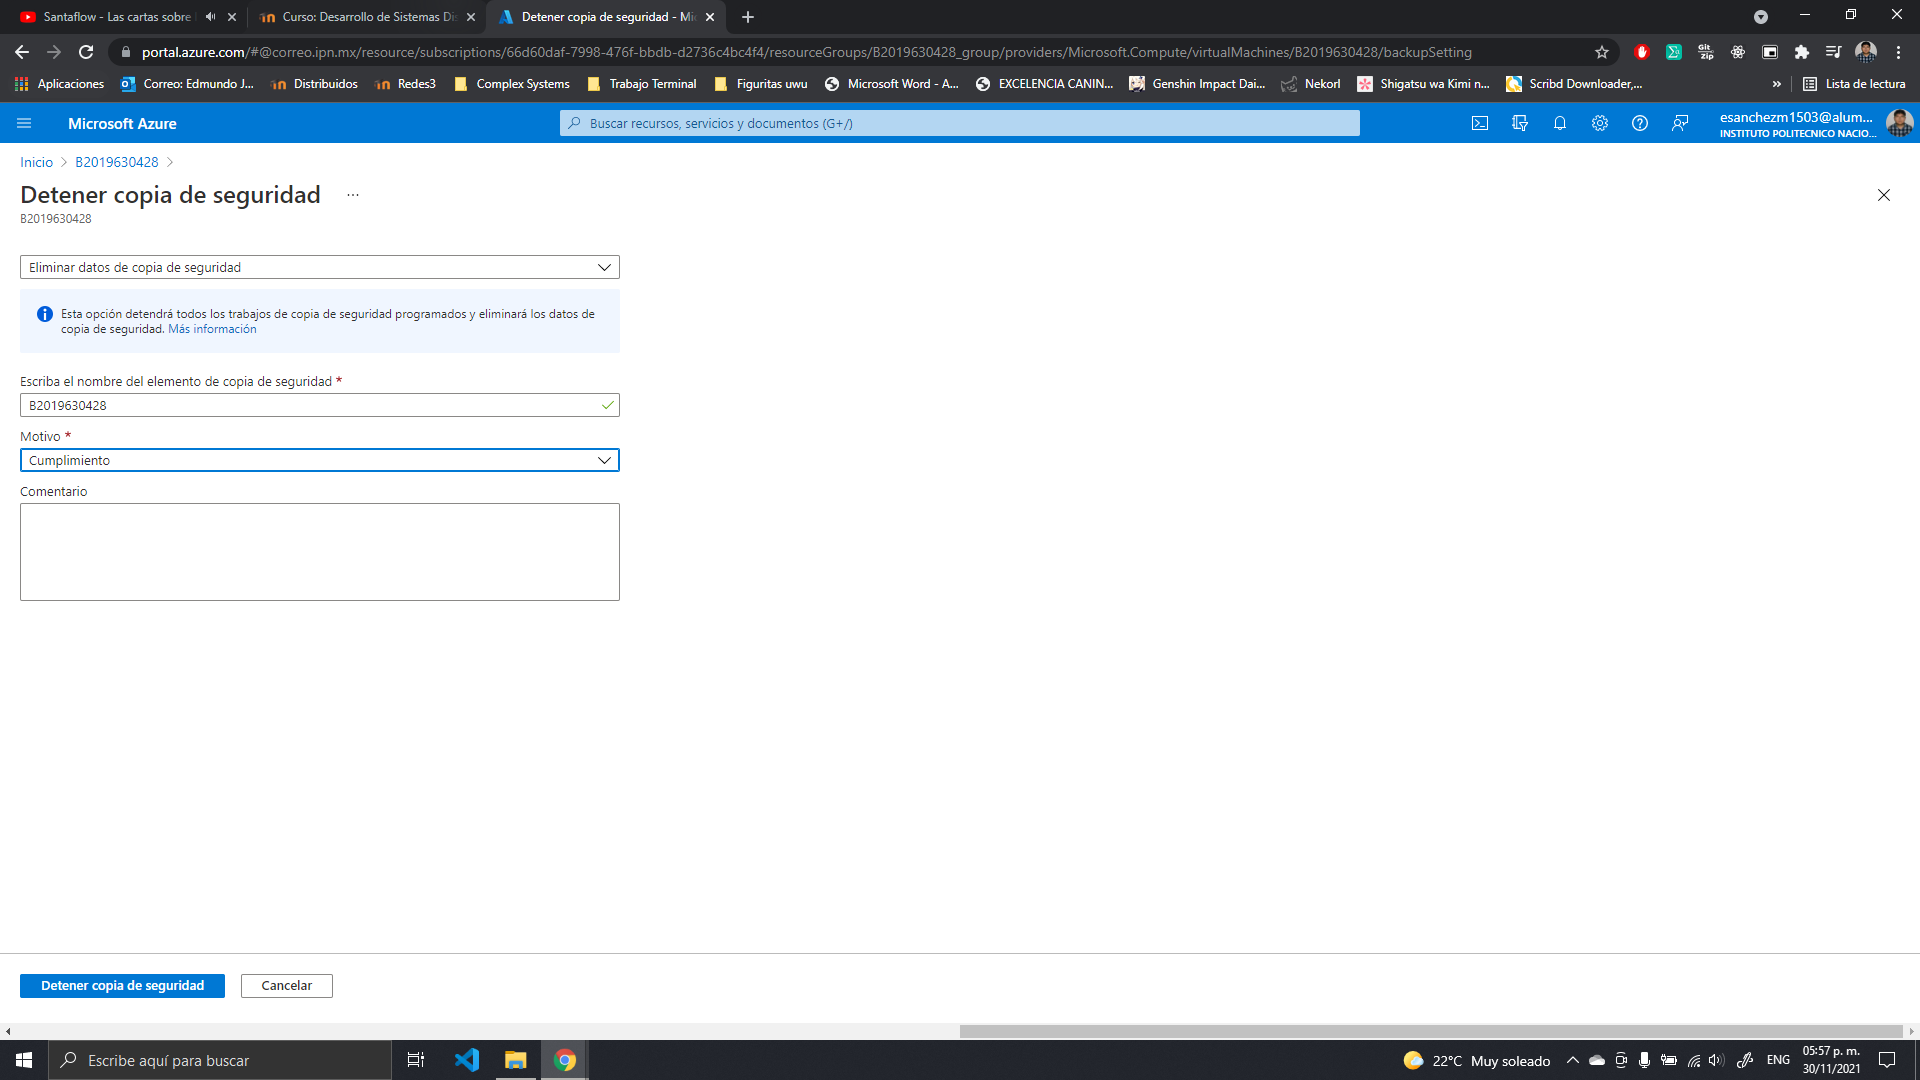 Santaflow - Las cartas sobre
Curso: Desarrollo de Sistemas Dis
Detener copia de seguridad - Mi
portal.azure.com/#@correo.ipn.mx/resource/subscriptions/66d60daf-7998-476f-bbdb-d2736c4bc4f4/resourceGroups/B2019630428_group/providers/Microsoft.Compute/virtualMachines/B2019630428/backupSetting
Git
zip
Aplicaciones
Correo: Edmundo J...
Distribuidos
Redes3
Complex Systems
Trabajo Terminal
Figuritas uwu
Microsoft Word - A...
EXCELENCIA CANIN...
Genshin Impact Dai...
Nekorl
Shigatsu wa Kimi n...
Scribd Downloader,...
»
Lista de lectura
Microsoft Azure
Buscar recursos, servicios y documentos (G+/)
esanchezm1503@alum...
INSTITUTO POLITECNICO NACIO...
Inicio > B2019630428 >
Detener copia de seguridad ...
B2019630428
Eliminar datos de copia de seguridad
Esta opción detendrá todos los trabajos de copia de seguridad programados y eliminará los datos de
copia de seguridad. Más información
Escriba el nombre del elemento de copia de seguridad *
B2019630428
Motivo *
Cumplimiento
Comentario
Detener copia de seguridad
Cancelar
Escribe aquí para buscar
22°C Muy soleado
ENG
05:57 p. m.
30/11/2021